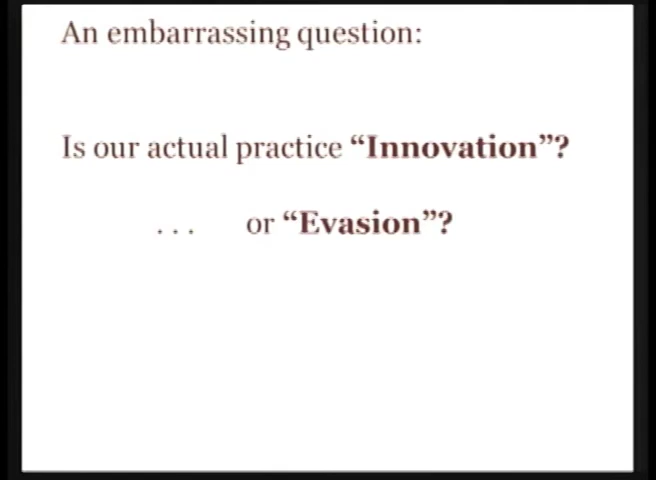 An embarrassing question:
Is our actual practice “Innovation”?
... or “Evasion”?